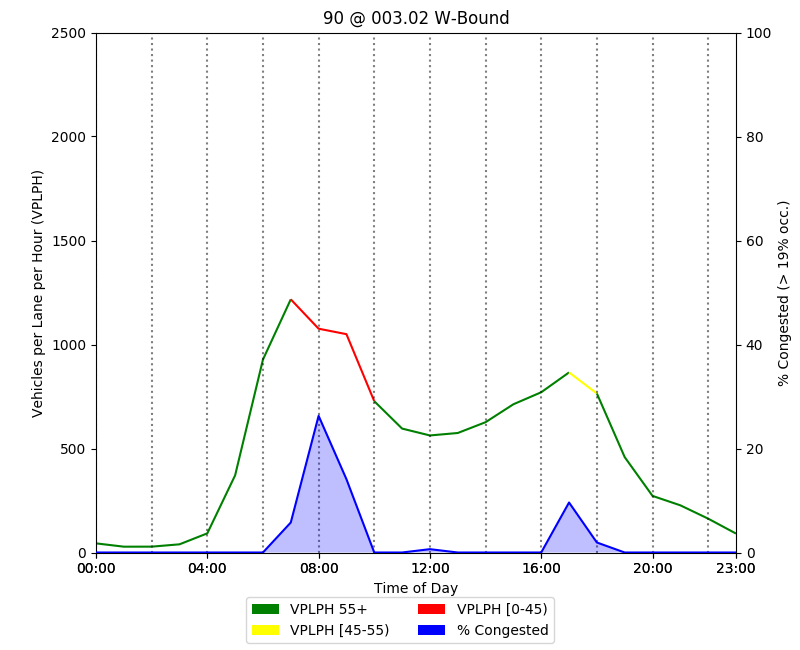 90 @ 003.02 W-Bound
2500
2000
1500
1000
500
0
Vehicles per Lane per Hour (VPLPH)
100
80
60
40
20
0
% Congested (> 19% occ.)
00:00 04:00 08:00 12:00 16:00 20:00 23:00
Time of Day
VPLPH 55+ VPLPH [0-45)
VPLPH [45-55) % Congested